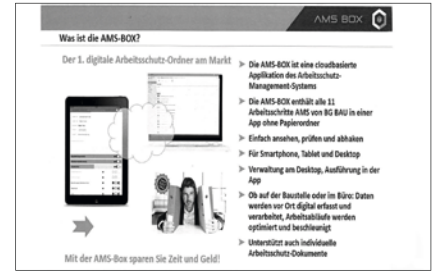 AMS BOX
Was ist die AMS-BOX?
Der 1. digitale Arbeitsschutz-Ordner am Markt
Die AMS-BOX ist eine cloudbasierte
Applikation des Arbeitsschutz-
Management-Systems
Die AMS-BOX enthält alle 11
Arbeitsschritte AMS von BG BAU in einer
App ohne Papierordner
Einfach ansehen, prüfen und abhaken
Für Smartphone, Tablet und Desktop
Verwaltung am Desktop, Ausführung in der
App
Ob auf der Baustelle oder im Büro: Daten
werden vor Ort digital erfasst und
verarbeitet, Arbeitsabläufe werden
optimiert und beschleunigt
Unterstützt auch individuelle
Arbeitsschutz-Dokumente
Mit der AMS-Box sparen Sie Zeit und Geld!